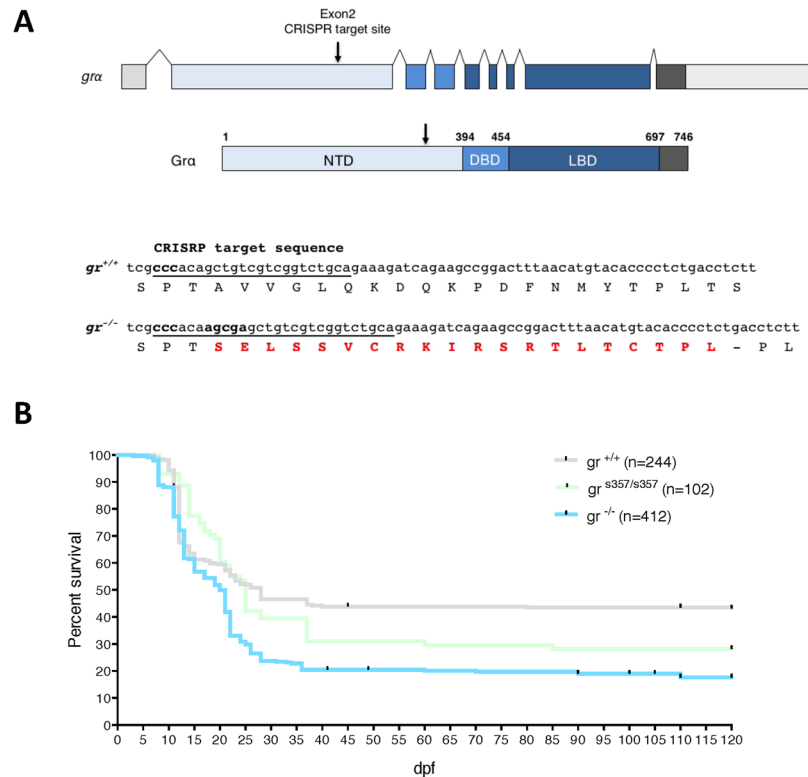 A
Exon2
CRISPR target site
grα
1 394 454 697 746
Grα NTD DBD LBD
CRISRP target sequence
gr+/+ tcgcccacagctgtcgtcggtctgcagaaagatcagaagccggactttaacatgtacacccctctgacctctt
S P T A V V G L Q K D Q K P D F N M Y T P L T S
gr-/- tcgcccacaagcgagctgtcgtcggtctgcagaaagatcagaagccggactttaacatgtacacccctctgacctctt
S P T S E L S S V C R K I R S R T L T C T P L – P L
B
Percent survival
100
90
80
70
60
50
40
30
20
10
0
gr +/+ (n=244)
gr s357/s357 (n=102)
gr -/- (n=412)
0 5 10 15 20 25 30 35 40 45 50 55 60 65 70 75 80 85 90 95 100 105 110 115 120
dpf